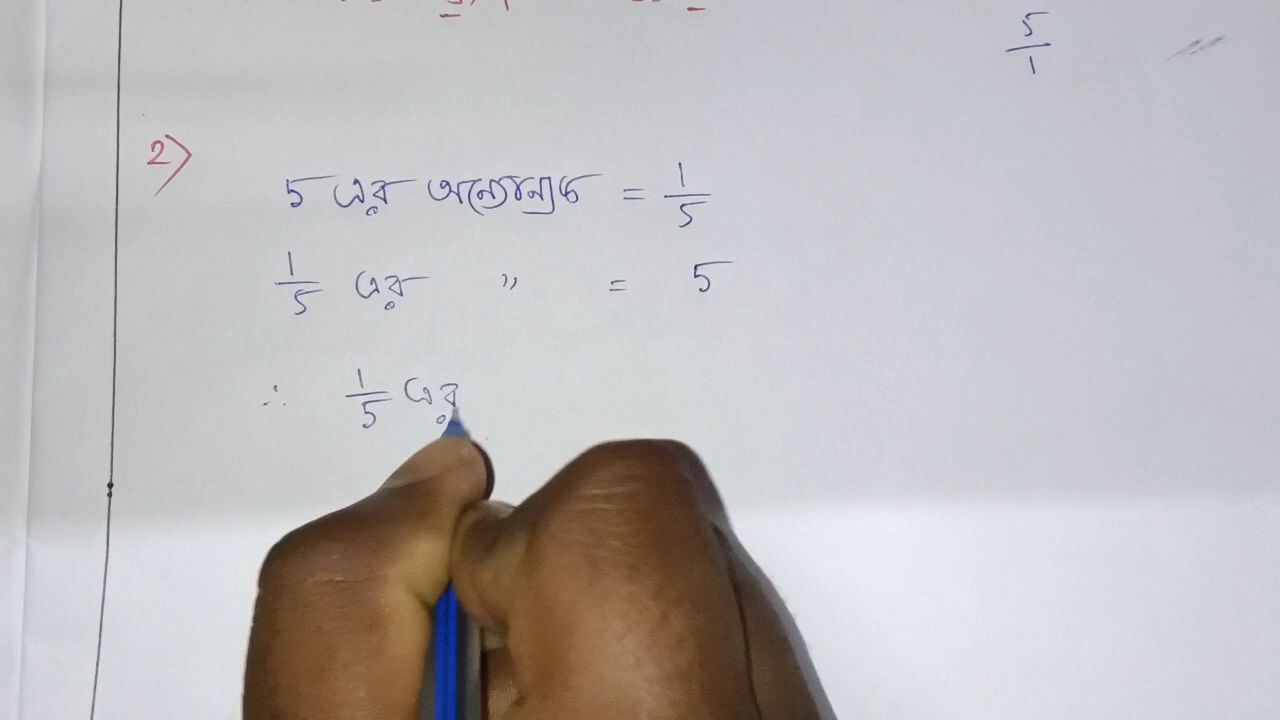 5/1
2)
5 এর অন্যোন্যক = 1/5
1/5 এর " = 5
∴ 1/5 এর